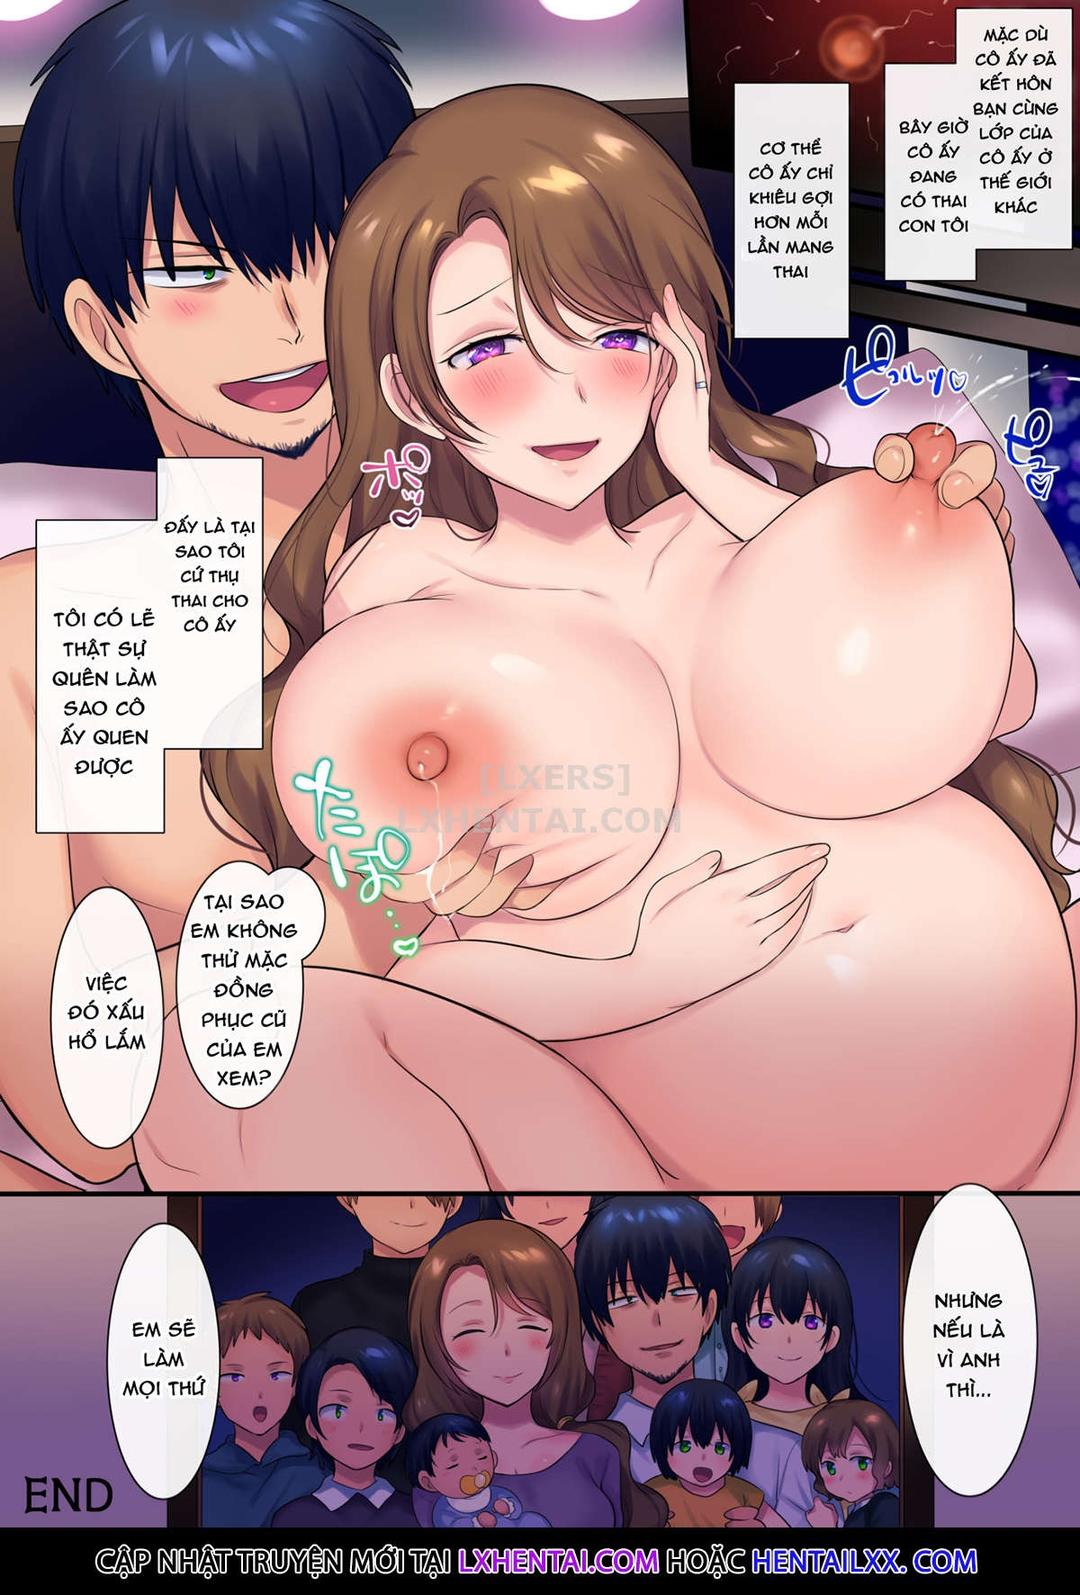 MẶC DÙ
CÔ ẤY ĐÃ
KẾT HÔN
BẠN CÙNG
LỚP CỦA
CÔ ẤY Ở
THẾ GIỚI
KHÁC
BÂY GIỜ
CÔ ẤY
ĐANG
CÓ THAI
CON TÔI
CƠ THỂ
CÔ ẤY CHỈ
KHIÊU GỢI
HƠN MỖI
LẦN MANG
THAI
ピュルルッ♡
ピュ♡
ポッ♡
ĐẤY LÀ TẠI
SAO TÔI
CỨ THỤ
THAI CHO
CÔ ẤY
TÔI CÓ LẼ
THẬT SỰ
QUÊN LÀM
SAO CÔ
ẤY QUEN
ĐƯỢC
[LXERS]
LXHENTAI.COM
たぽ…♡
TẠI SAO
EM KHÔNG
THỬ MẶC
ĐỒNG
PHỤC CŨ
CỦA EM
XEM?
VIỆC
ĐÓ XẤU
HỔ LẮM
NHƯNG
NẾU LÀ
VÌ ANH
THÌ...
EM SẼ
LÀM
MỌI THỨ
END
CẬP NHẬT TRUYỆN MỚI TẠI LXHENTAI.COM HOẶC HENTAILXX. COM